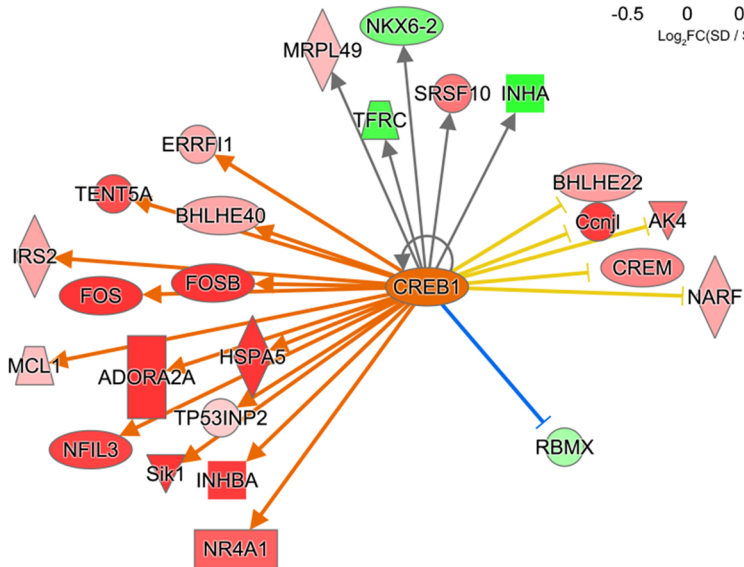 -0.5 0 0
Log₂FC(SD / S
NKX6-2
MRPL49
SRSF10
INHA
TFRC
ERRFI1
BHLHE22
TENT5A
BHLHE40
Ccnjl
AK4
IRS2
CREM
FOSB
CREB1
FOS
NARF
HSPA5
MCL1
ADORA2A
TP53INP2
NFIL3
RBMX
Sik1
INHBA
NR4A1